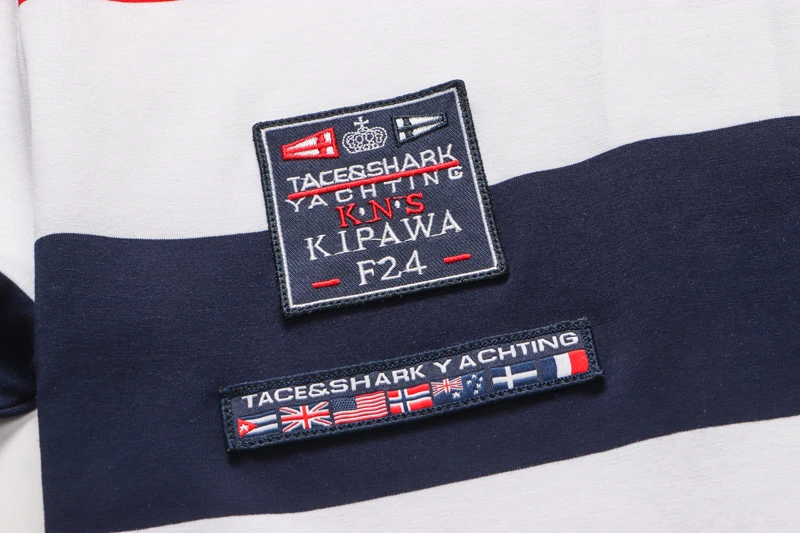 TACE&SHARK
YACHTING
K·N·S
KIPAWA
F24
TACE&SHARK YACHTING